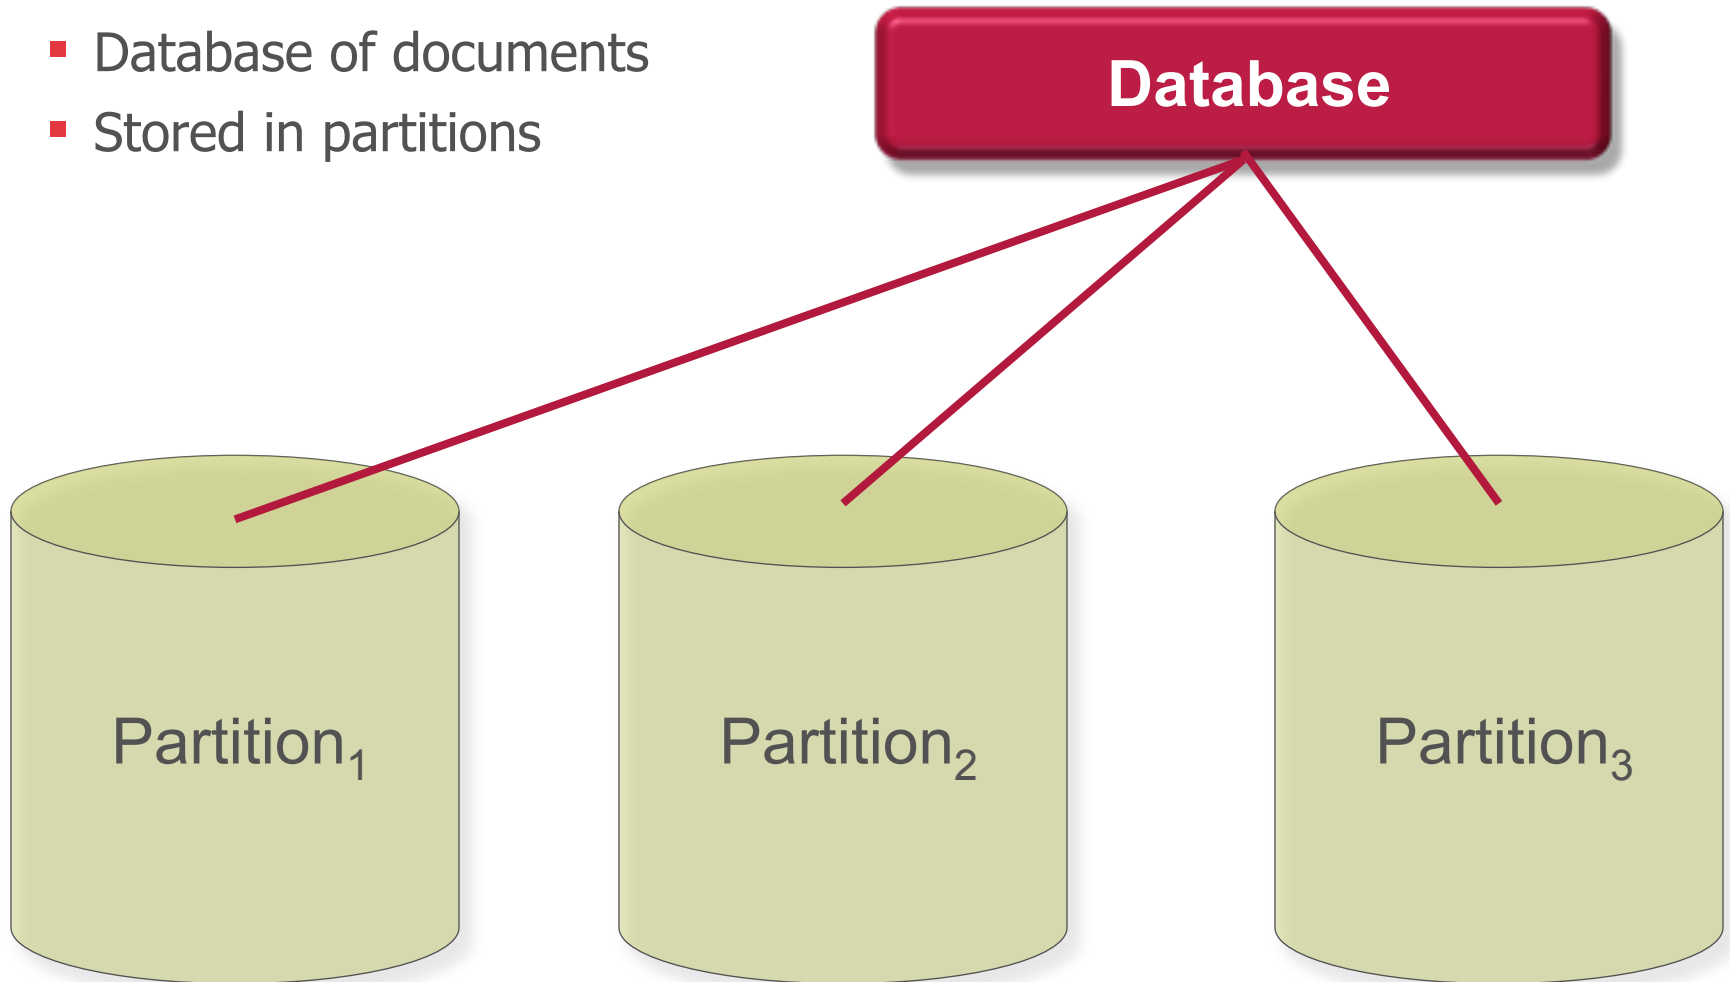 Database of documents
Stored in partitions
Database
Partition₁
Partition₂
Partition₃